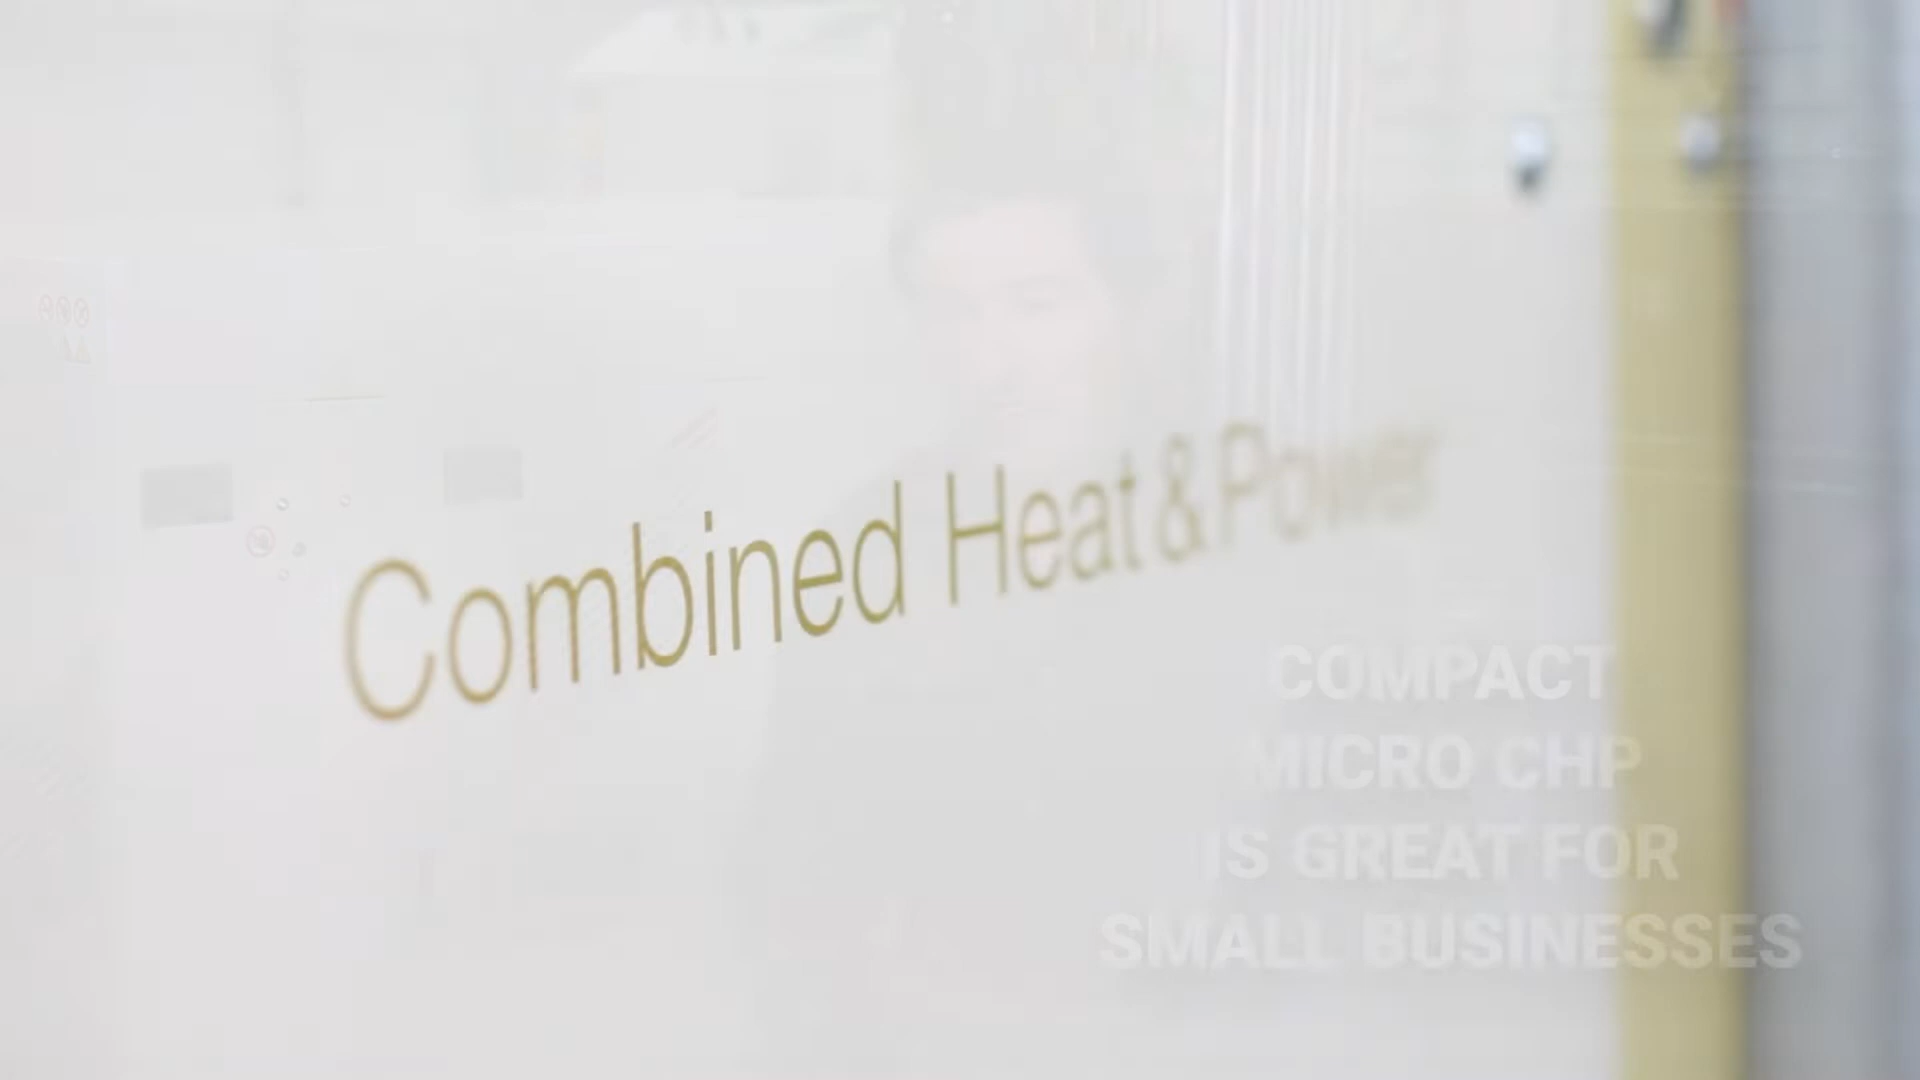 Combined Heat & Power
COMPACT
MICRO CHP
IS GREAT FOR
SMALL BUSINESSES